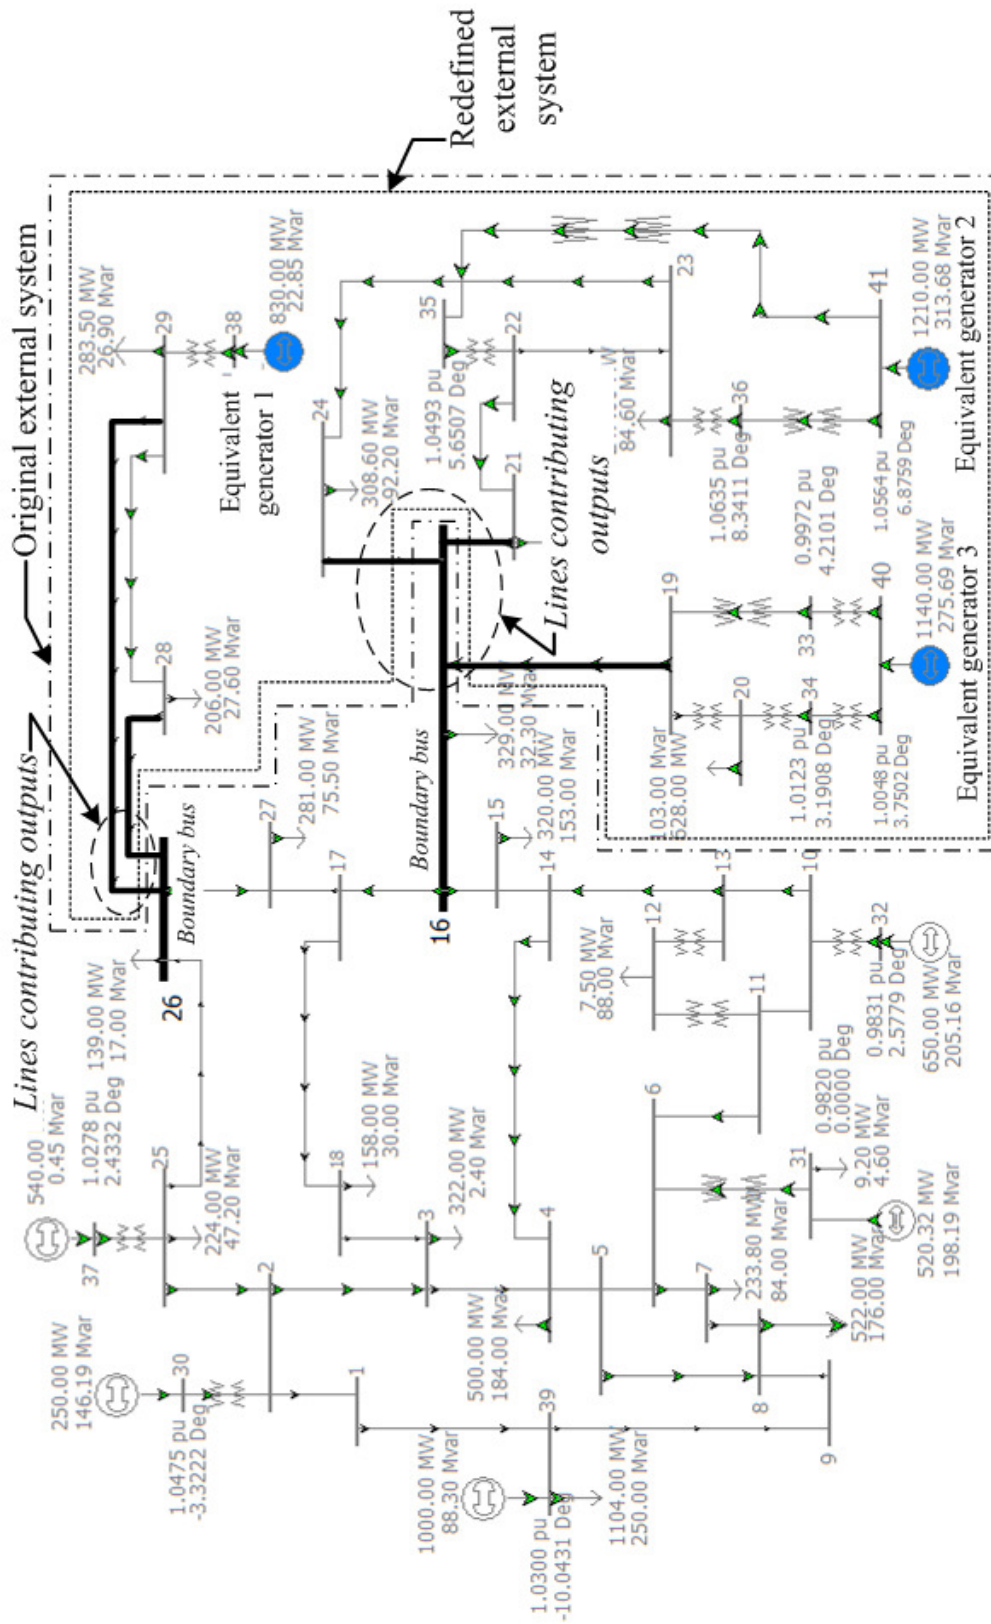 Original external system
Lines contributing outputs
Redefined
external
system
540.00
0.45 Mvar
1.0278 pu
2.4332 Deg
37
25
224.00 MW
47.20 Mvar
139.00 MW
17.00 Mvar
26
Boundary bus
250.00 MW
146.19 Mvar
30
1.0475 pu
-3.3222 Deg
2
1
283.50 MW
26.90 Mvar
29
38
830.00 MW
22.85 Mvar
Equivalent
generator 1
28
206.00 MW
27.60 Mvar
27
281.00 MW
75.50 Mvar
17
24
308.60 MW
-92.20 Mvar
18
158.00 MW
30.00 Mvar
3
322.00 MW
2.40 Mvar
16
Boundary bus
329.00 MW
32.30 Mvar
Lines contributing
outputs
35
1.0493 pu
5.6507 Deg
22
21
23
W
84.60 Mvar
36
1.0635 pu
8.3411 Deg
15
320.00 MW
153.00 Mvar
14
4
500.00 MW
184.00 Mvar
1000.00 MW
88.30 Mvar
39
1.0300 pu
-10.0431 Deg
1104.00 MW
250.00 Mvar
5
6
7
233.80 MW
84.00 Mvar
8
522.00 MW
176.00 Mvar
9
12
7.50 MW
88.00 Mvar
13
11
10
0.9820 pu
0.0000 Deg
31
9.20 MW
4.60 Mvar
520.32 MW
198.19 Mvar
32
0.9831 pu
2.5779 Deg
650.00 MW
205.16 Mvar
19
20
103.00 Mvar
628.00 MW
33
0.9972 pu
4.2101 Deg
34
1.0123 pu
3.1908 Deg
40
1.0048 pu
3.7502 Deg
1140.00 MW
275.69 Mvar
Equivalent generator 3
41
1.0564 pu
6.8759 Deg
1210.00 MW
313.68 Mvar
Equivalent generator 2